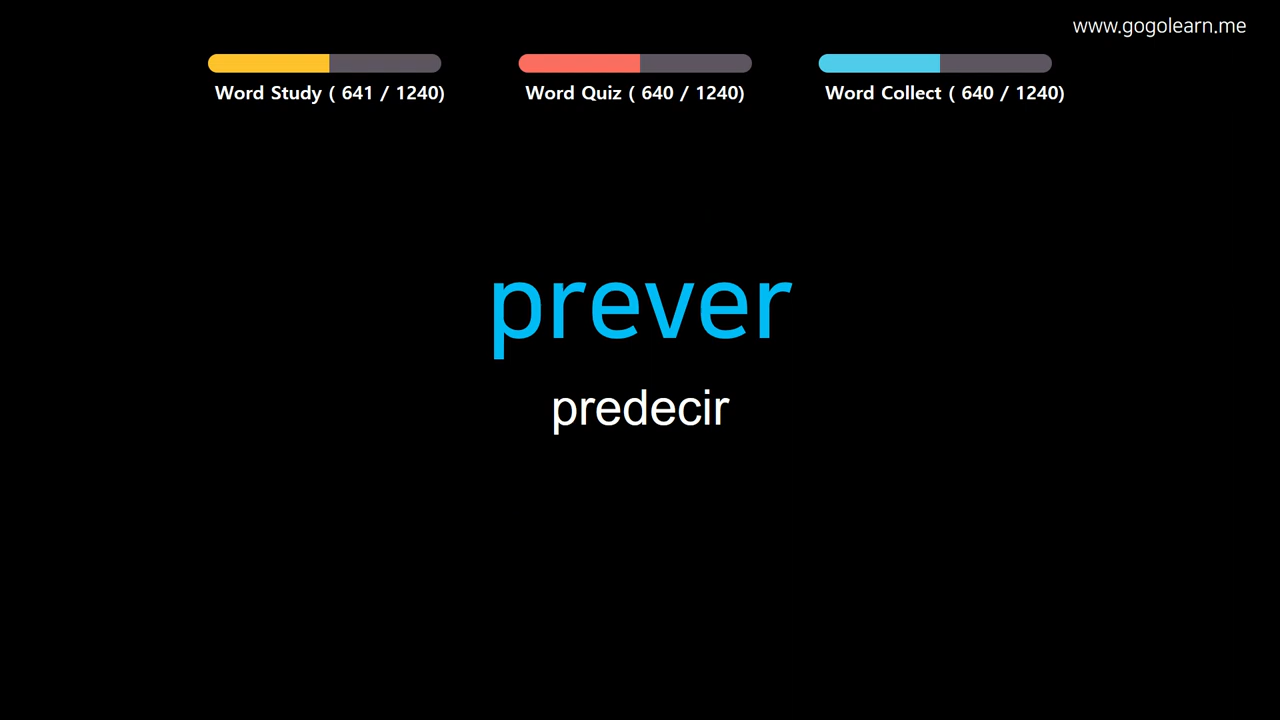 www.gogolearn.me
Word Study ( 641 / 1240)
Word Quiz ( 640 / 1240)
Word Collect ( 640 / 1240)
prever
predecir